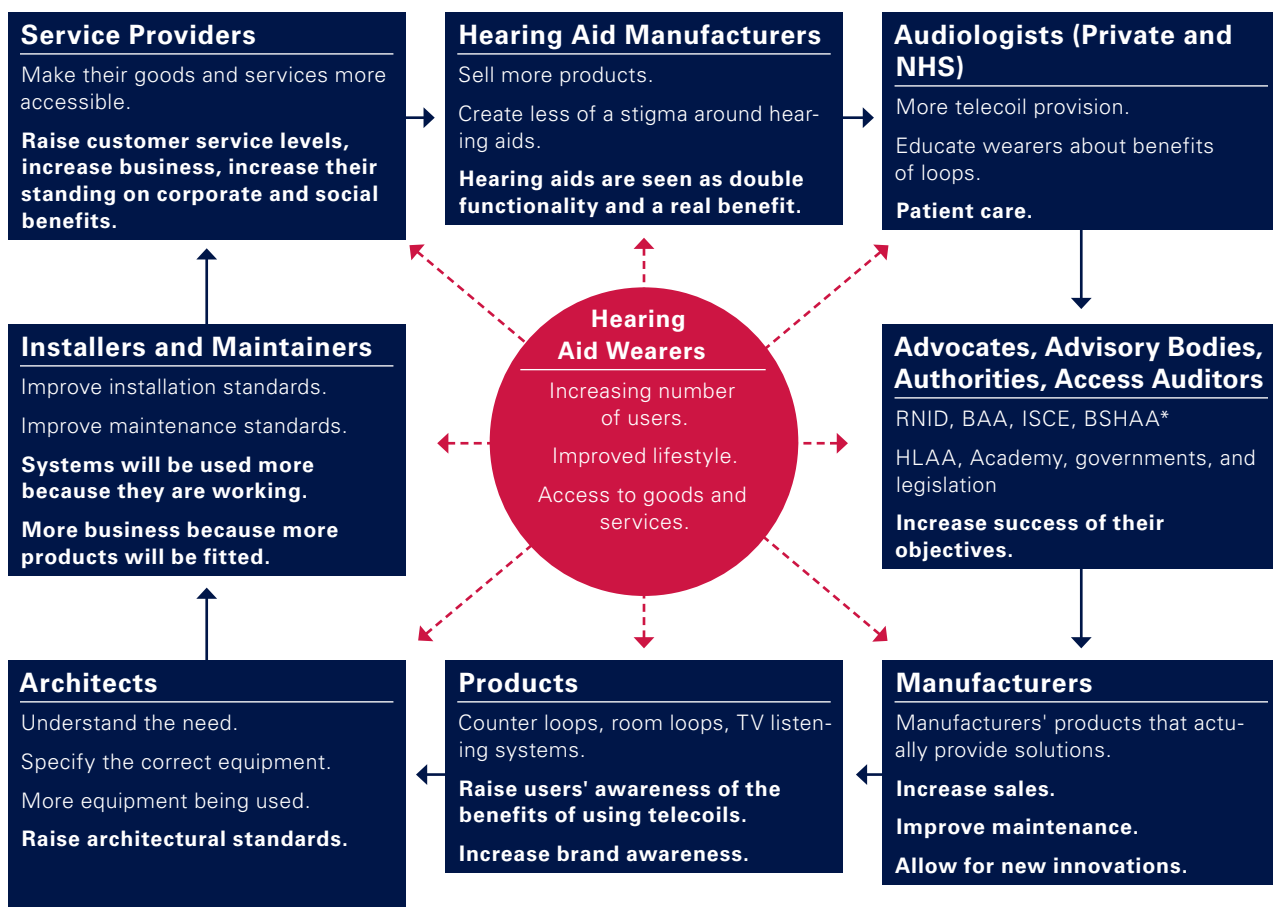 Service Providers
Make their goods and services more
accessible.
Raise customer service levels,
increase business, increase their
standing on corporate and social
benefits.
Hearing Aid Manufacturers
Sell more products.
Create less of a stigma around hear-
ing aids.
Hearing aids are seen as double
functionality and a real benefit.
Audiologists (Private and
NHS)
More telecoil provision.
Educate wearers about benefits
of loops.
Patient care.
Installers and Maintainers
Improve installation standards.
Improve maintenance standards.
Systems will be used more
because they are working.
More business because more
products will be fitted.
Hearing
Aid Wearers
Increasing number
of users.
Improved lifestyle.
Access to goods and
services.
Advocates, Advisory Bodies,
Authorities, Access Auditors
RNID, BAA, ISCE, BSHAA*
HLAA, Academy, governments, and
legislation
Increase success of their
objectives.
Architects
Understand the need.
Specify the correct equipment.
More equipment being used.
Raise architectural standards.
Products
Counter loops, room loops, TV listen-
ing systems.
Raise users' awareness of the
benefits of using telecoils.
Increase brand awareness.
Manufacturers
Manufacturers' products that actu-
ally provide solutions.
Increase sales.
Improve maintenance.
Allow for new innovations.